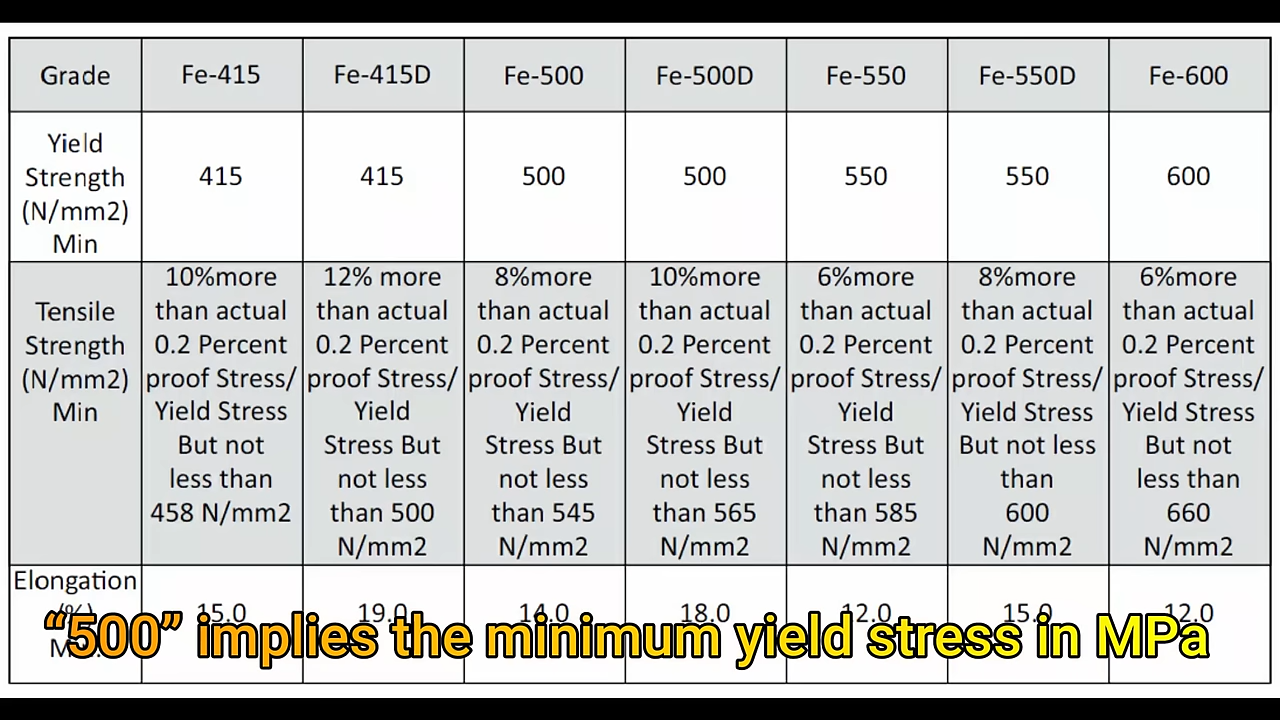 Grade Fe-415 Fe-415D Fe-500 Fe-500D Fe-550 Fe-550D Fe-600
Yield
Strength
(N/mm2)
Min
415 415 500 500 550 550 600
Tensile
Strength
(N/mm2)
Min
10%more
than actual
0.2 Percent
proof Stress/
Yield Stress
But not
less than
458 N/mm2
12% more
than actual
0.2 Percent
proof Stress/
Yield
Stress But
not less
than 500
N/mm2
8%more
than actual
0.2 Percent
proof Stress/
Yield
Stress But
not less
than 545
N/mm2
10%more
than actual
0.2 Percent
proof Stress/
Yield
Stress But
not less
than 565
N/mm2
6%more
than actual
0.2 Percent
proof Stress/
Yield
Stress But
not less
than 585
N/mm2
8%more
than actual
0.2 Percent
proof Stress/
Yield Stress
But not less
than
600
N/mm2
6%more
than actual
0.2 Percent
proof Stress/
Yield Stress
But not
less than
660
N/mm2
Elongation
(%)
15.0 19.0 14.0 18.0 12.0 15.0 12.0
“500” implies the minimum yield stress in MPa